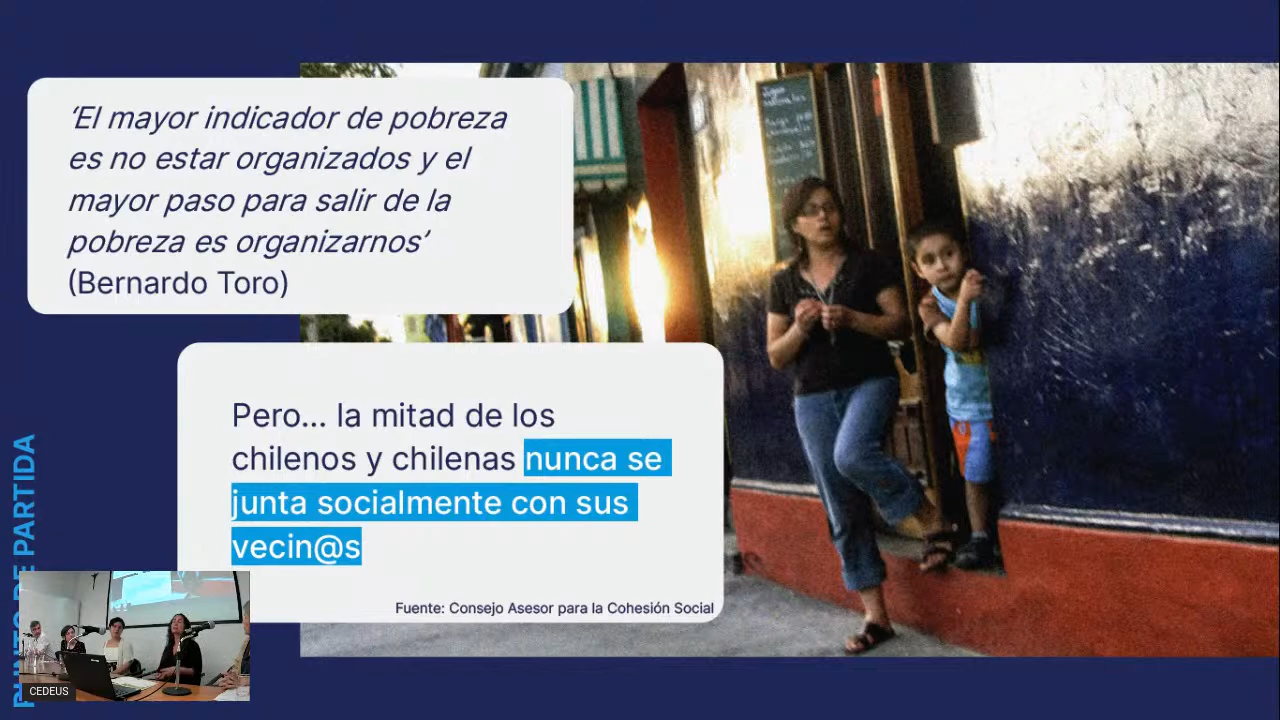 ‘El mayor indicador de pobreza
es no estar organizados y el
mayor paso para salir de la
pobreza es organizarnos’
(Bernardo Toro)
Pero... la mitad de los
chilenos y chilenas nunca se
junta socialmente con sus
vecin@s
Fuente: Consejo Asesor para la Cohesión Social
PUNTO DE PARTIDA
CEDEUS